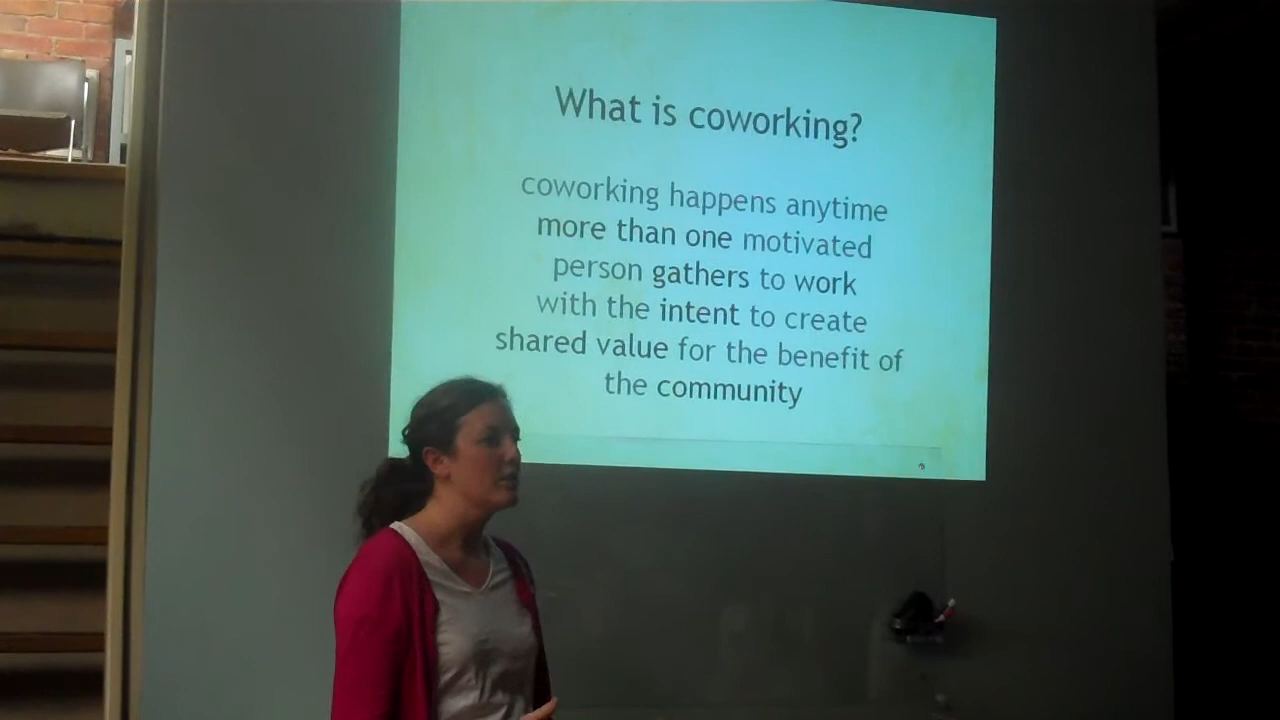 What is coworking?
coworking happens anytime
more than one motivated
person gathers to work
with the intent to create
shared value for the benefit of
the community